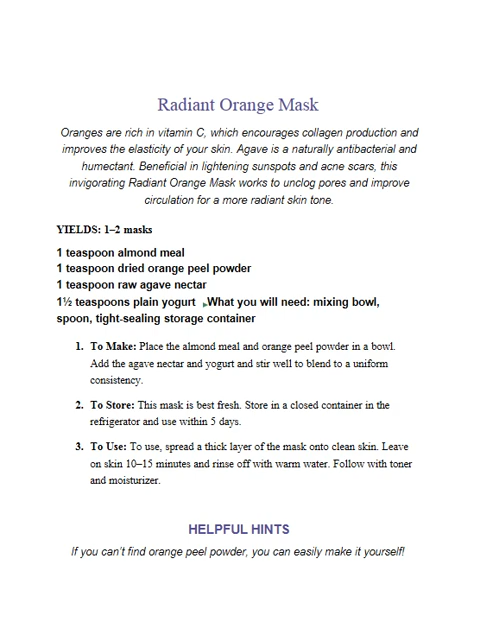 Radiant Orange Mask
Oranges are rich in vitamin C, which encourages collagen production and
improves the elasticity of your skin. Agave is a naturally antibacterial and
humectant. Beneficial in lightening sunspots and acne scars, this
invigorating Radiant Orange Mask works to unclog pores and improve
circulation for a more radiant skin tone.
YIELDS: 1–2 masks
1 teaspoon almond meal
1 teaspoon dried orange peel powder
1 teaspoon raw agave nectar
1½ teaspoons plain yogurt ▸What you will need: mixing bowl,
spoon, tight-sealing storage container
1. To Make: Place the almond meal and orange peel powder in a bowl.
Add the agave nectar and yogurt and stir well to blend to a uniform
consistency.
2. To Store: This mask is best fresh. Store in a closed container in the
refrigerator and use within 5 days.
3. To Use: To use, spread a thick layer of the mask onto clean skin. Leave
on skin 10–15 minutes and rinse off with warm water. Follow with toner
and moisturizer.
HELPFUL HINTS
If you can't find orange peel powder, you can easily make it yourself!